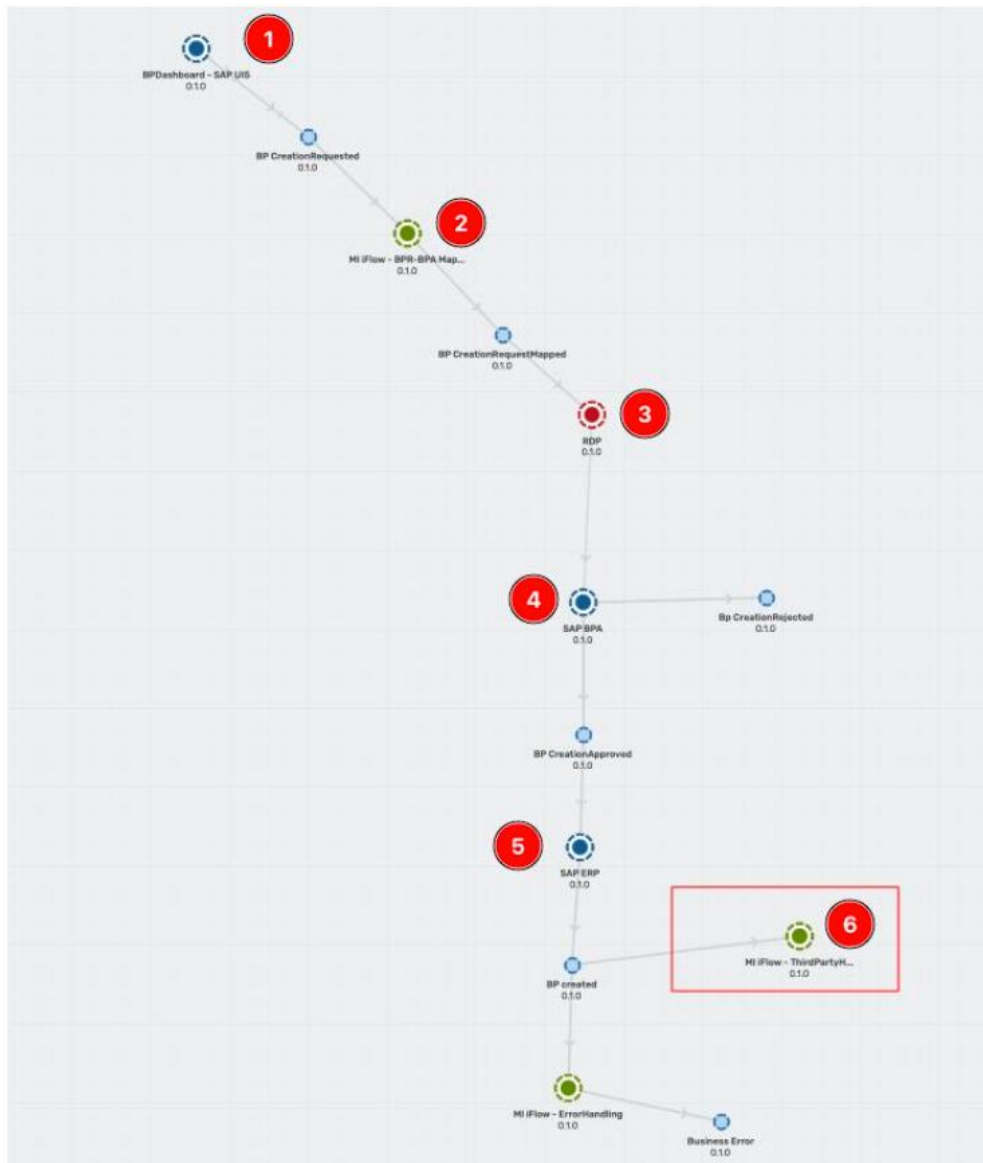 1
BPDashboard - SAP UI5
0.1.0
BP CreationRequested
0.1.0
2
MI iFlow - BPR-BPA Map...
0.1.0
BP CreationRequestMapped
0.1.0
3
RDP
0.1.0
4
SAP BPA
0.1.0
Bp CreationRejected
0.1.0
BP CreationApproved
0.1.0
5
SAP ERP
0.1.0
6
MI iFlow - ThirdPartyH...
0.1.0
BP created
0.1.0
MI iFlow - ErrorHandling
0.1.0
Business Error
0.1.0